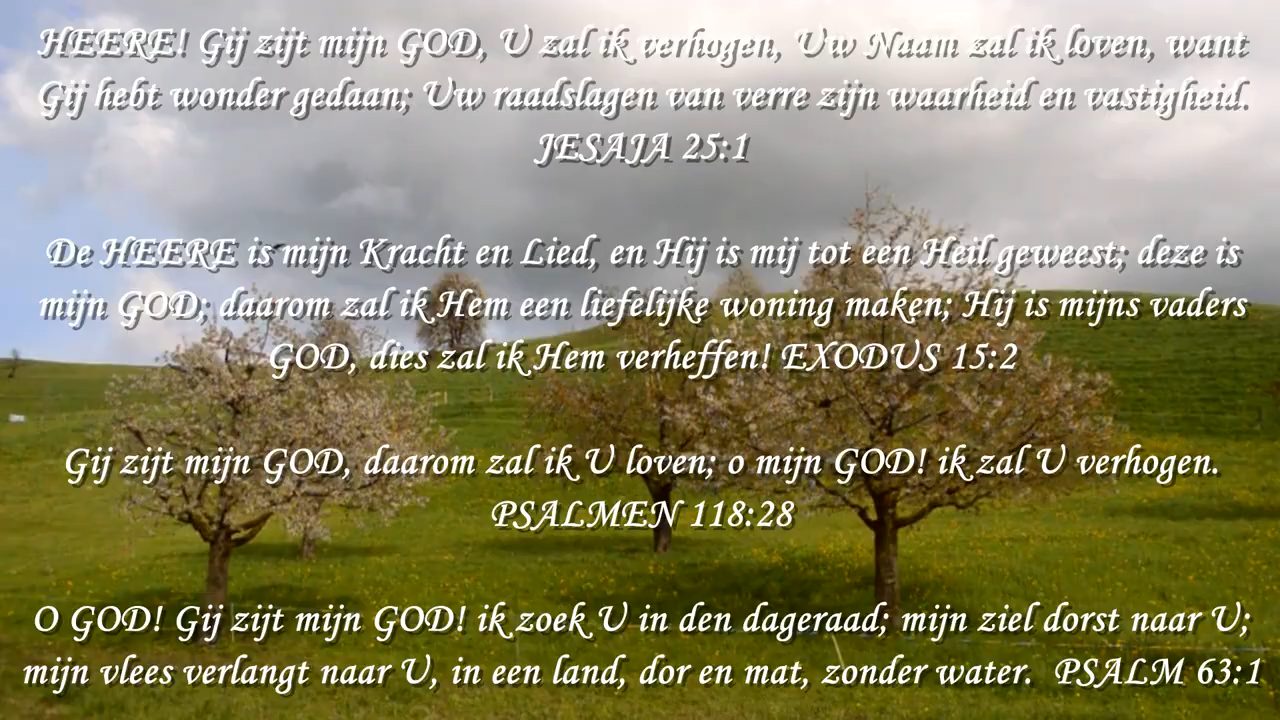 HEERE! Gij zijt mijn GOD, U zal ik verhogen, Uw Naam zal ik loven, want
Gij hebt wonder gedaan; Uw raadslagen van verre zijn waarheid en vastigheid.
JESAJA 25:1
De HEERE is mijn Kracht en Lied, en Hij is mij tot een Heil geweest; deze is
mijn GOD; daarom zal ik Hem een liefelijke woning maken; Hij is mijns vaders
GOD, dies zal ik Hem verheffen! EXODUS 15:2
Gij zijt mijn GOD, daarom zal ik U loven; o mijn GOD! ik zal U verhogen.
PSALMEN 118:28
O GOD! Gij zijt mijn GOD! ik zoek U in den dageraad; mijn ziel dorst naar U;
mijn vlees verlangt naar U, in een land, dor en mat, zonder water. PSALM 63:1